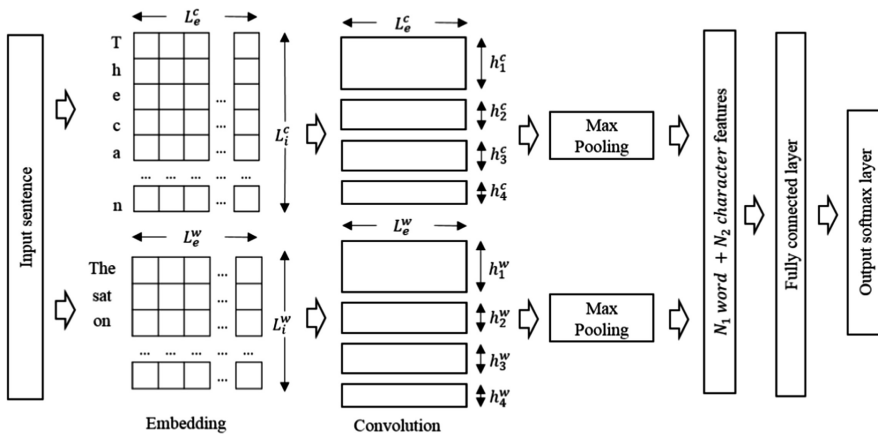 Input sentence
$L_e^c$
T
h
e
c
a
n
...
... ... ... ... ...
...
$L_i^c$
$L_e^w$
The
sat
on
...
... ... ... ... ...
...
$L_i^w$
Embedding
$L_e^c$
$h_1^c$
$h_2^c$
$h_3^c$
$h_4^c$
$L_e^w$
$h_1^w$
$h_2^w$
$h_3^w$
$h_4^w$
Convolution
Max
Pooling
Max
Pooling
$N_1$ word + $N_2$ character features
Fully connected layer
Output softmax layer